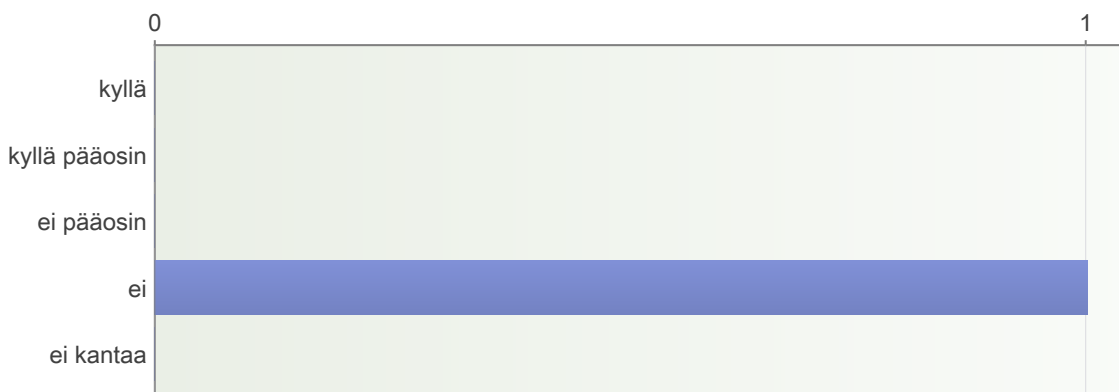 0 1
kyllä
kyllä pääosin
ei pääosin
ei
ei kantaa